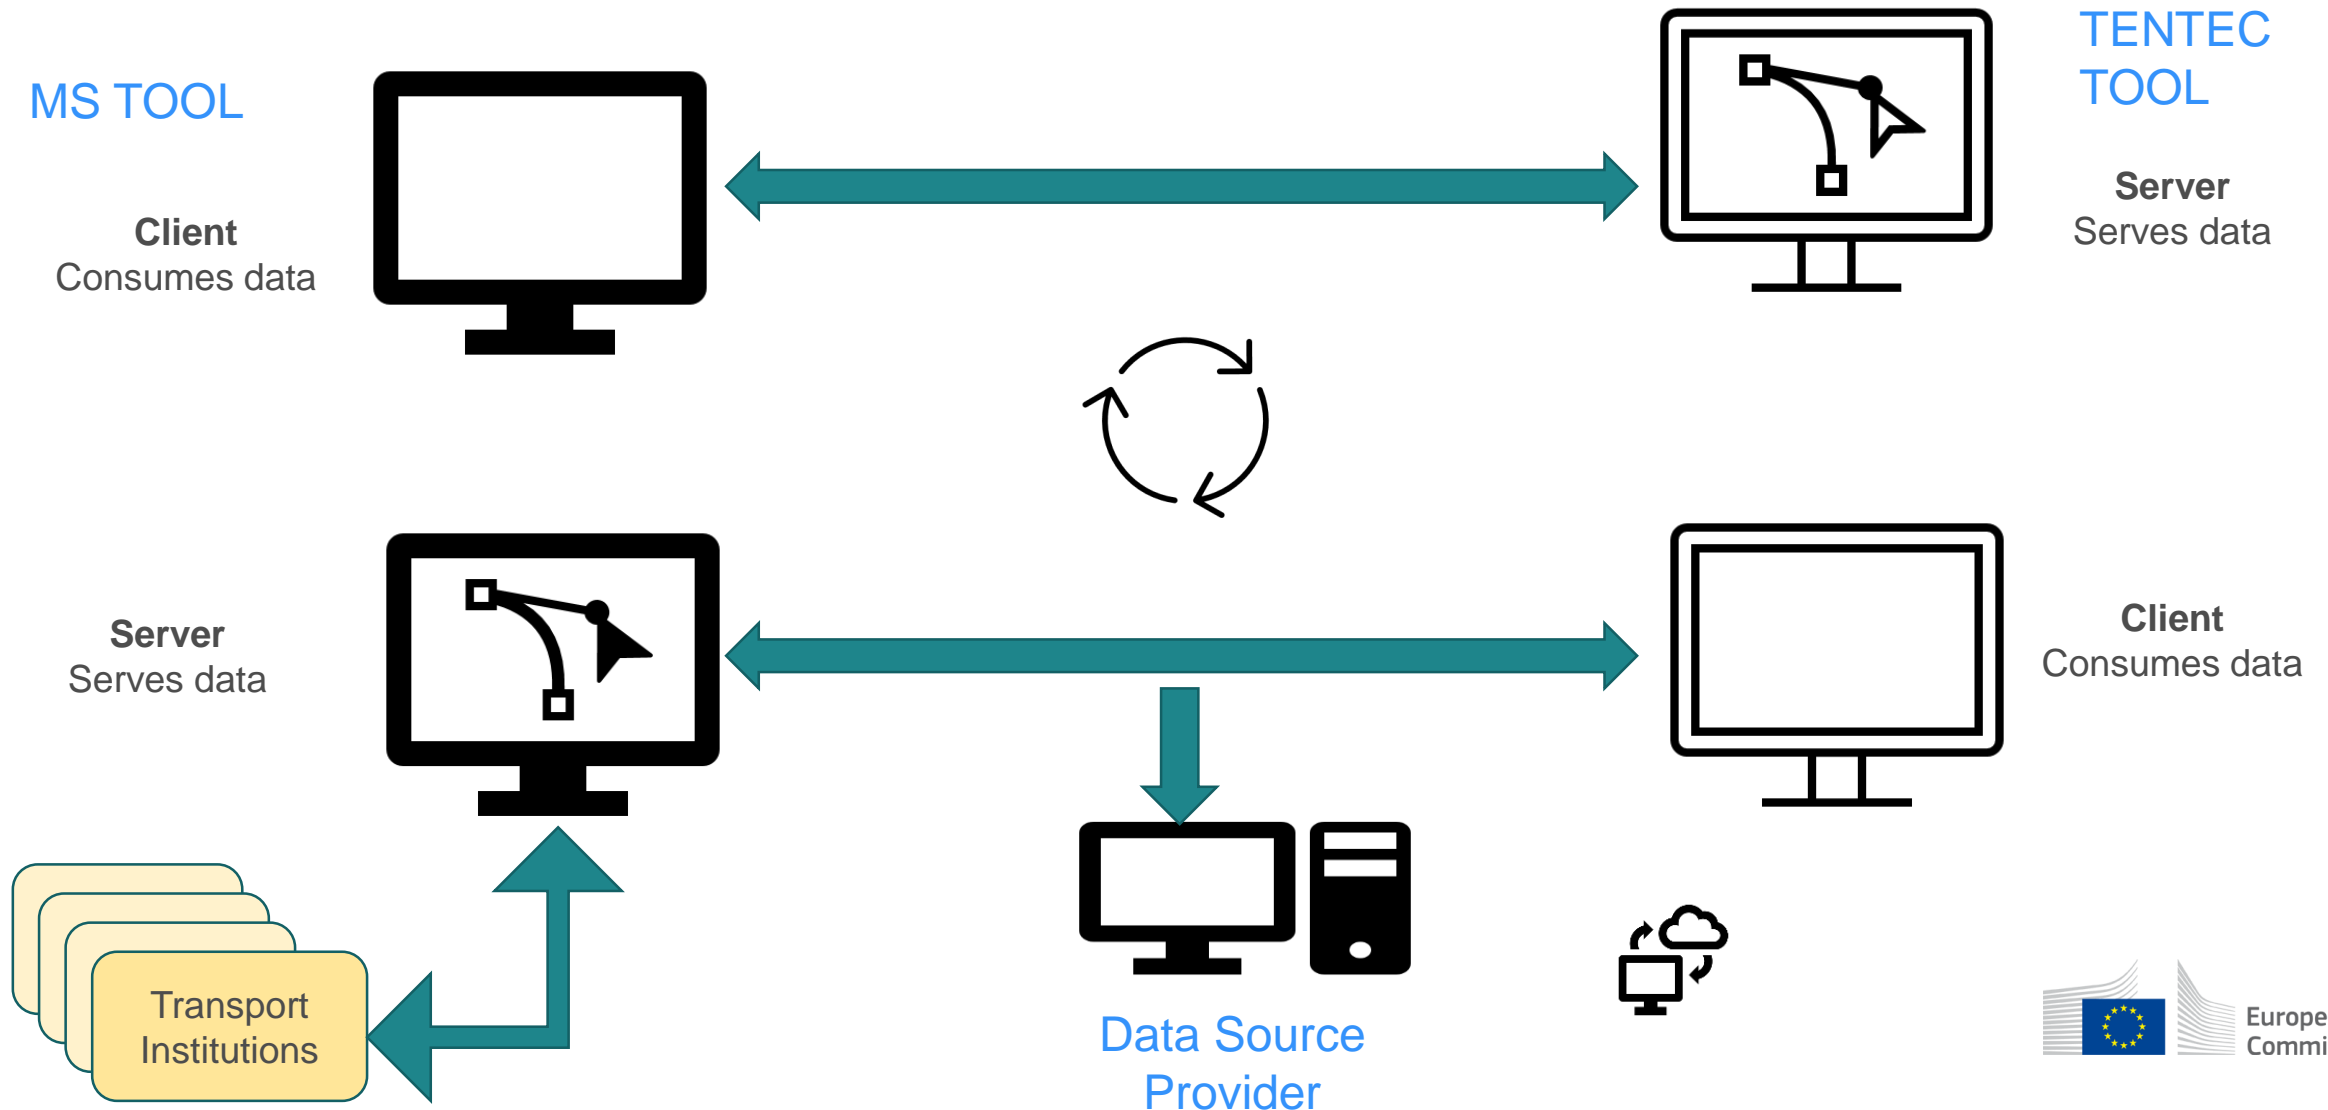 MS TOOL
TENTEC
TOOL
Client
Consumes data
Server
Serves data
Server
Serves data
Client
Consumes data
Transport
Institutions
Data Source
Provider
Europe
Commi